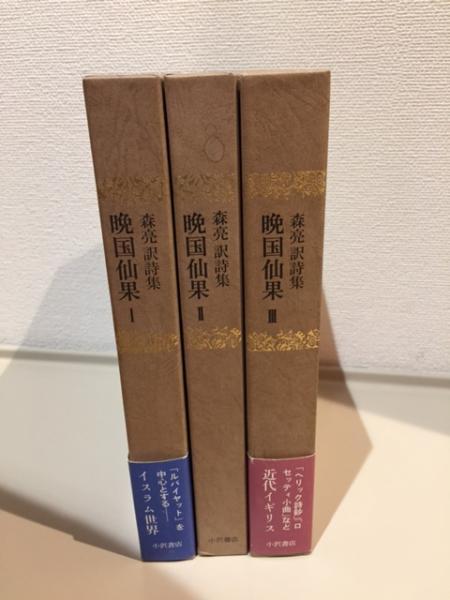 森亮 訳詩集
晩国仙果 Ⅰ
「ルバイヤット」を
中心とする――
イスラム世界
小沢書店
森亮 訳詩集
晩国仙果 Ⅱ
小沢書店
森亮 訳詩集
晩国仙果 Ⅲ
「ヘリック詩鈔」、ロ
セッティ小曲」など
近代イギリス
小沢書店